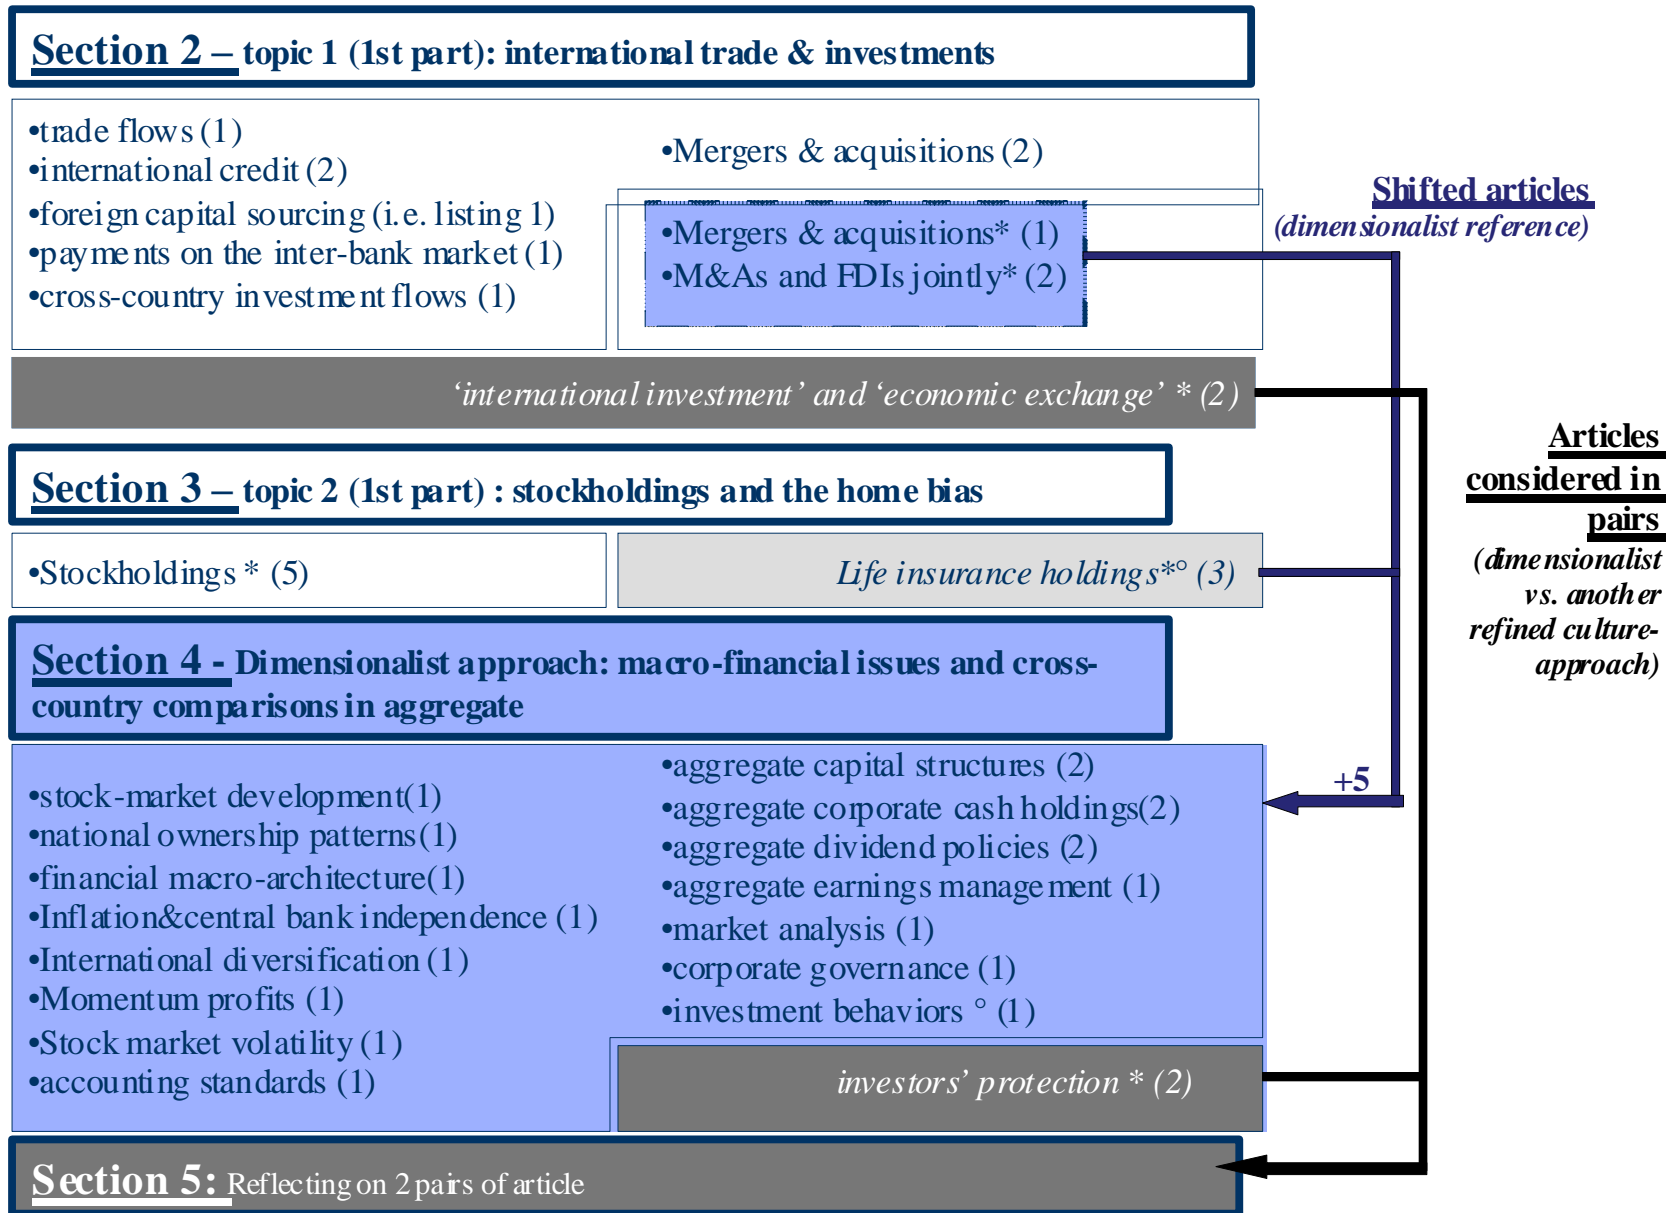 Section 2 – topic 1 (1st part): international trade & investments
•trade flows (1)
•international credit (2)
•foreign capital sourcing (i.e. listing 1)
•payments on the inter-bank market (1)
•cross-country investment flows (1)
•Mergers & acquisitions (2)
•Mergers & acquisitions* (1)
•M&As and FDIs jointly* (2)
Shifted articles
(dimensionalist reference)
‘international investment’ and ‘economic exchange’ * (2)
Section 3 – topic 2 (1st part) : stockholdings and the home bias
•Stockholdings * (5)
Life insurance holdings*° (3)
Articles
considered in
pairs
(dimensionalist
vs. another
refined culture-
approach)
Section 4 - Dimensionalist approach: macro-financial issues and cross-
country comparisons in aggregate
•stock-market development(1)
•national ownership patterns(1)
•financial macro-architecture(1)
•Inflation&central bank independence (1)
•International diversification (1)
•Momentum profits (1)
•Stock market volatility (1)
•accounting standards (1)
•aggregate capital structures (2)
•aggregate corporate cash holdings(2)
•aggregate dividend policies (2)
•aggregate earnings management (1)
•market analysis (1)
•corporate governance (1)
•investment behaviors ° (1)
+5
investors’ protection * (2)
Section 5: Reflecting on 2 pairs of article